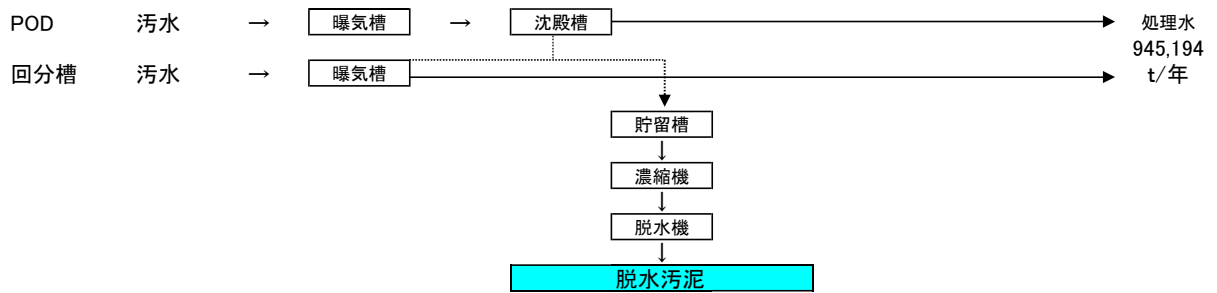 POD 汚水 → 曝気槽 → 沈殿槽 処理水
945,194
回分槽 汚水 → 曝気槽 t/年
貯留槽
↓
濃縮機
↓
脱水機
↓
脱水汚泥